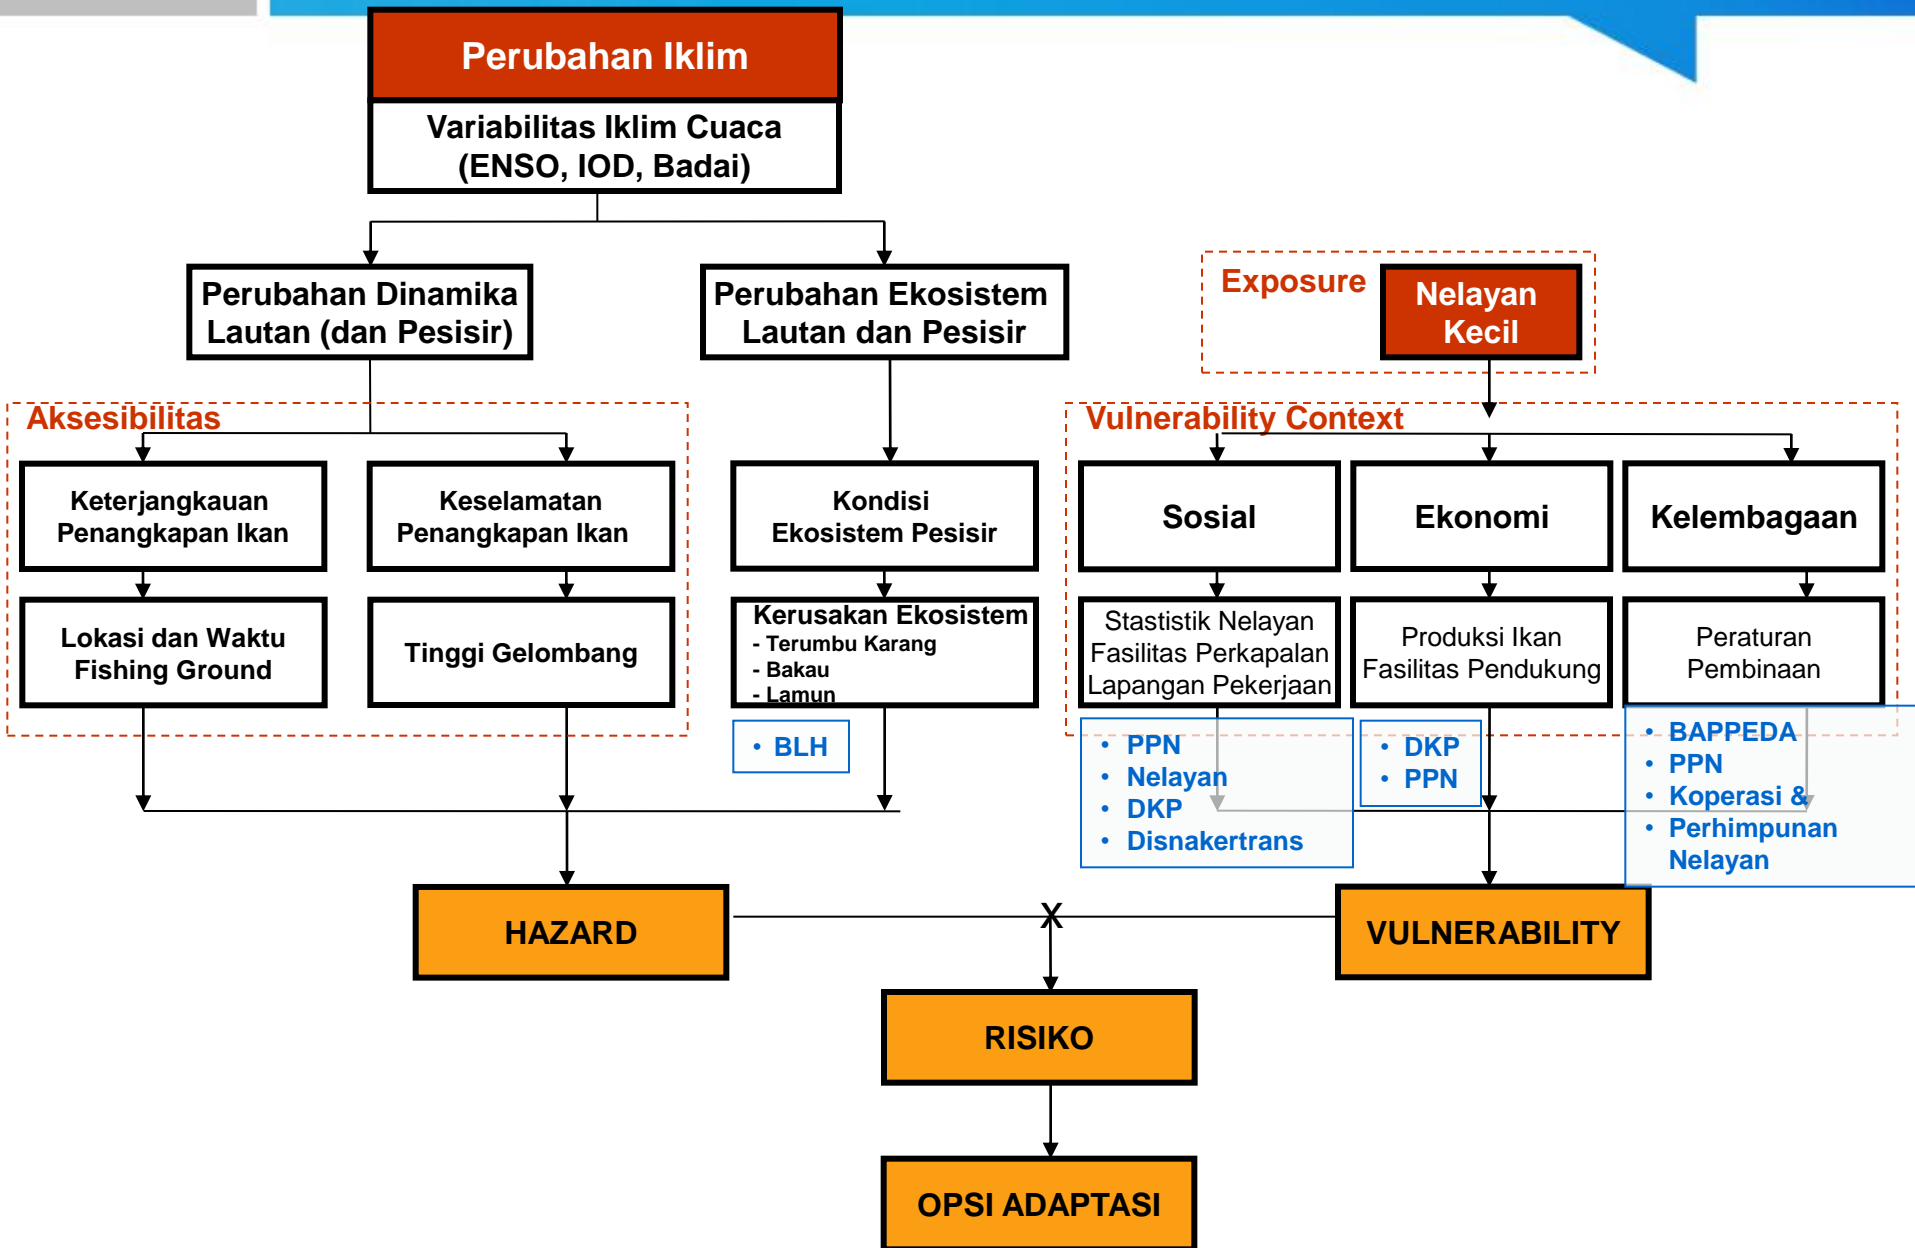 Perubahan Iklim
Variabilitas Iklim Cuaca
(ENSO, IOD, Badai)
Perubahan Dinamika
Lautan (dan Pesisir)
Perubahan Ekosistem
Lautan dan Pesisir
Exposure
Nelayan
Kecil
Aksesibilitas
Vulnerability Context
Keterjangkauan
Penangkapan Ikan
Keselamatan
Penangkapan Ikan
Kondisi
Ekosistem Pesisir
Sosial
Ekonomi
Kelembagaan
Lokasi dan Waktu
Fishing Ground
Tinggi Gelombang
Kerusakan Ekosistem
- Terumbu Karang
- Bakau
- Lamun
Stastistik Nelayan
Fasilitas Perkapalan
Lapangan Pekerjaan
Produksi Ikan
Fasilitas Pendukung
Peraturan
Pembinaan
• BLH
• PPN
• Nelayan
• DKP
• Disnakertrans
• DKP
• PPN
• BAPPEDA
• PPN
• Koperasi &
• Perhimpunan
Nelayan
HAZARD
X
VULNERABILITY
RISIKO
OPSI ADAPTASI